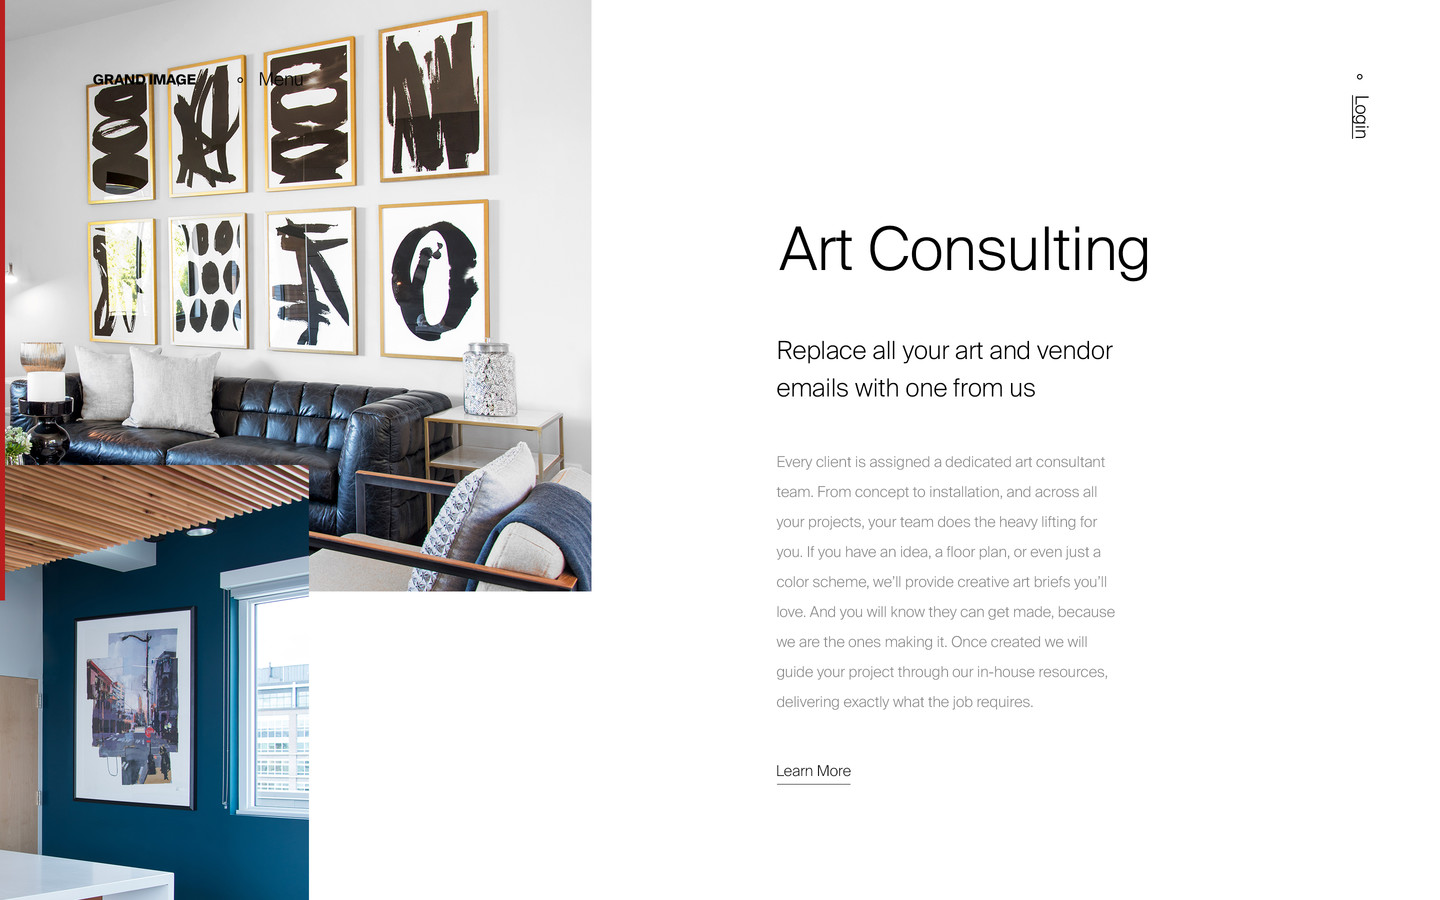 GRAND IMAGE
Menu
Login
Art Consulting
Replace all your art and vendor
emails with one from us
Every client is assigned a dedicated art consultant
team. From concept to installation, and across all
your projects, your team does the heavy lifting for
you. If you have an idea, a floor plan, or even just a
color scheme, we'll provide creative art briefs you'll
love. And you will know they can get made, because
we are the ones making it. Once created we will
guide your project through our in-house resources,
delivering exactly what the job requires.
Learn More